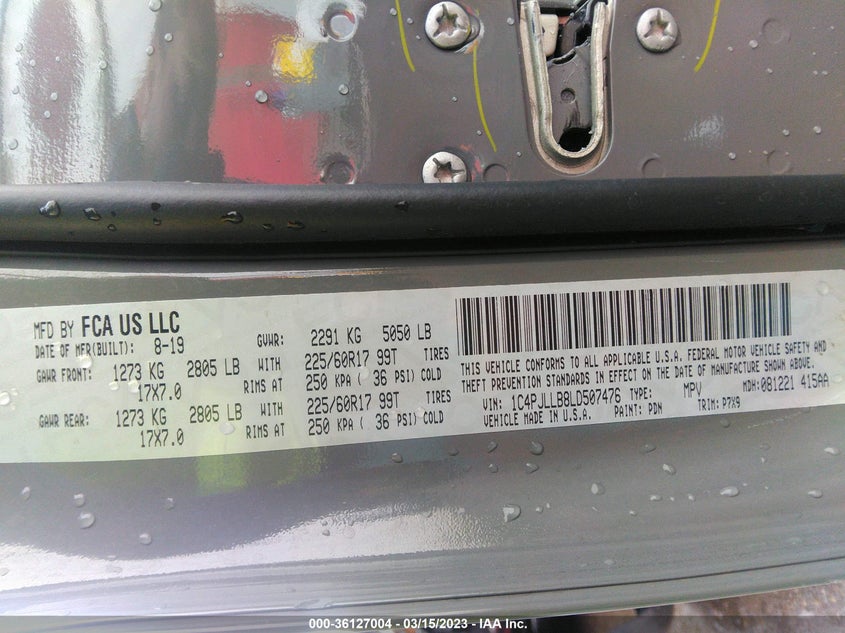 MFD BY FCA US LLC
DATE OF MFR(BUILT): 8-19 GVWR: 2291 KG 5050 LB
GAWR FRONT: 1273 KG 2805 LB WITH 225/60R17 99T TIRES
17X7.0 RIMS AT 250 KPA ( 36 PSI) COLD
GAWR REAR: 1273 KG 2805 LB WITH 225/60R17 99T TIRES
17X7.0 RIMS AT 250 KPA ( 36 PSI) COLD
THIS VEHICLE CONFORMS TO ALL APPLICABLE U.S.A. FEDERAL MOTOR VEHICLE SAFETY AND
THEFT PREVENTION STANDARDS IN EFFECT ON THE DATE OF MANUFACTURE SHOWN ABOVE.
VIN: 1C4PJLLB8LD507476 TYPE: MPV MDH:081221 415AA
VEHICLE MADE IN U.S.A. PAINT: PDN TRIM: P7X9
000-36127004 — 03/15/2023 — IAA Inc.